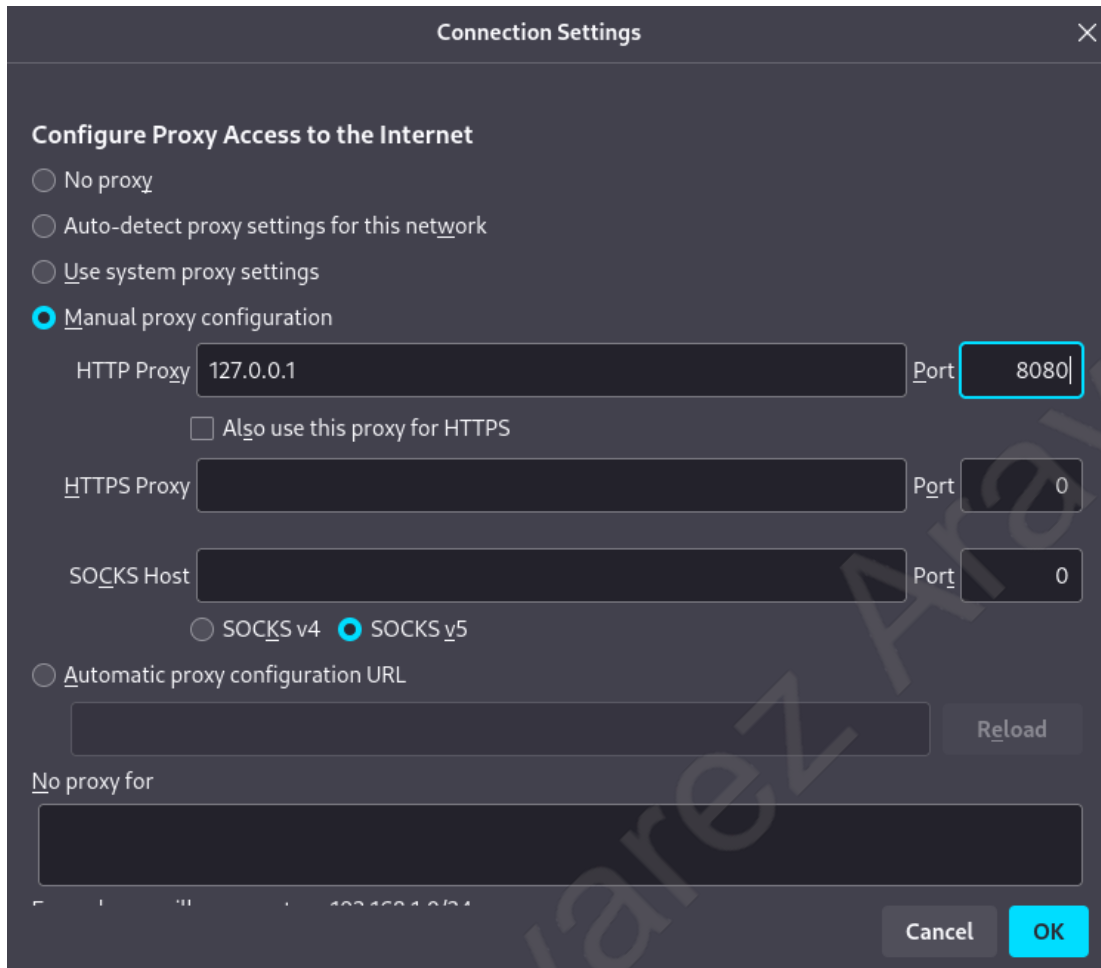 Connection Settings
Configure Proxy Access to the Internet
No proxy
Auto-detect proxy settings for this network
Use system proxy settings
Manual proxy configuration
HTTP Proxy 127.0.0.1 Port 8080
Also use this proxy for HTTPS
HTTPS Proxy Port 0
SOCKS Host Port 0
SOCKS v4 SOCKS v5
Automatic proxy configuration URL
Reload
No proxy for
Cancel OK